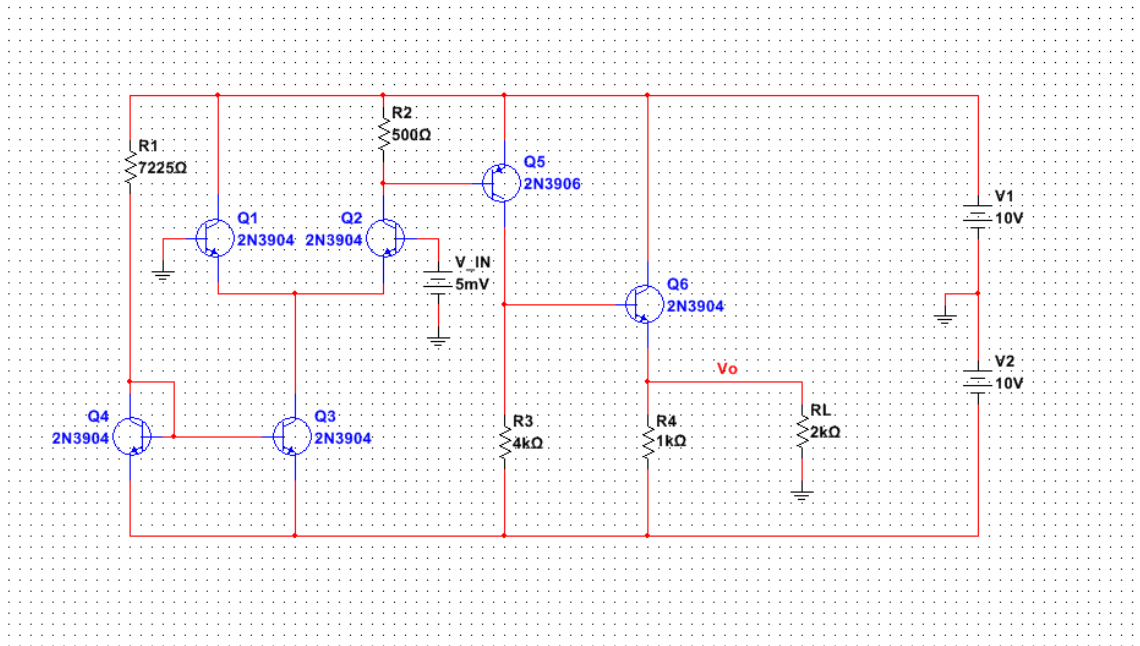 R1
7225Ω
R2
500Ω
Q5
2N3906
V1
10V
Q1
2N3904
Q2
2N3904
V_IN
5mV
Q6
2N3904
Vo
V2
10V
Q4
2N3904
Q3
2N3904
R3
4kΩ
R4
1kΩ
RL
2kΩ